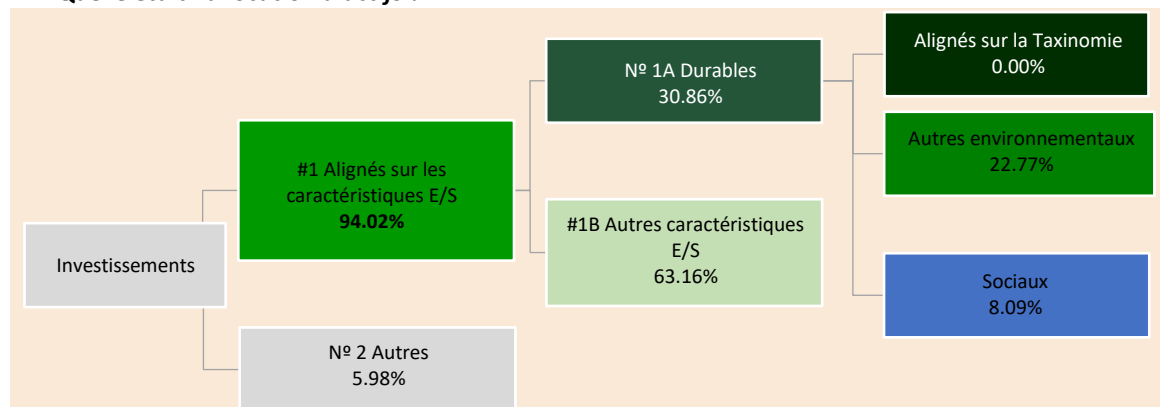 Investissements
#1 Alignés sur les
caractéristiques E/S
94.02%
Nº 2 Autres
5.98%
Nº 1A Durables
30.86%
#1B Autres caractéristiques
E/S
63.16%
Alignés sur la Taxinomie
0.00%
Autres environnementaux
22.77%
Sociaux
8.09%